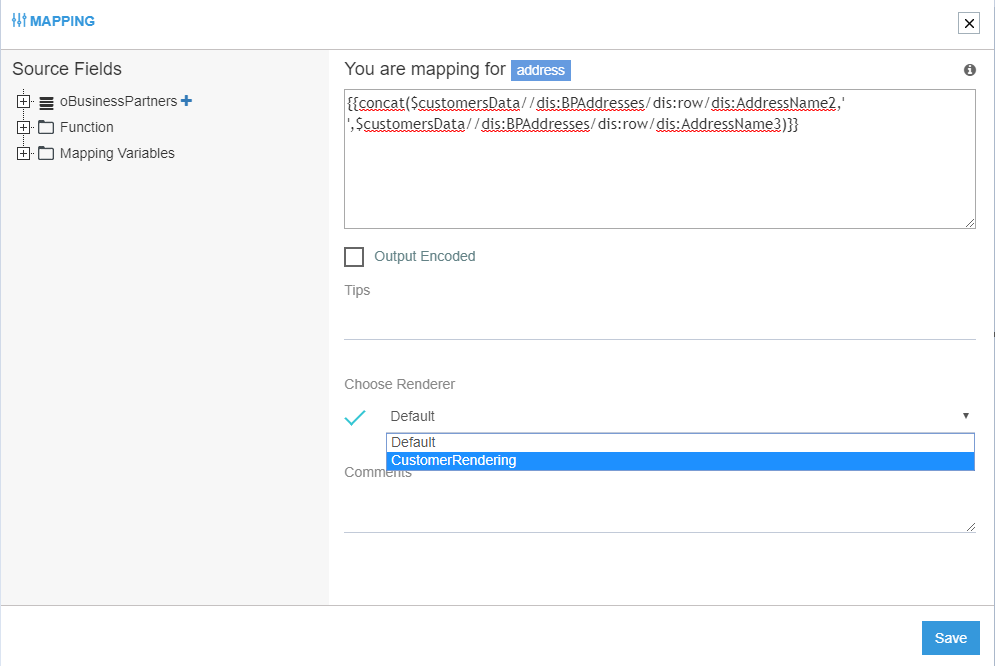 MAPPING
Source Fields
oBusinessPartners
Function
Mapping Variables
You are mapping for address
{{concat($customersData//dis:BPAddresses/dis:row/dis:AddressName2,'
',$customersData//dis:BPAddresses/dis:row/dis:AddressName3)}}
Output Encoded
Tips
Choose Renderer
Default
Default
CustomerRendering
Comments
Save